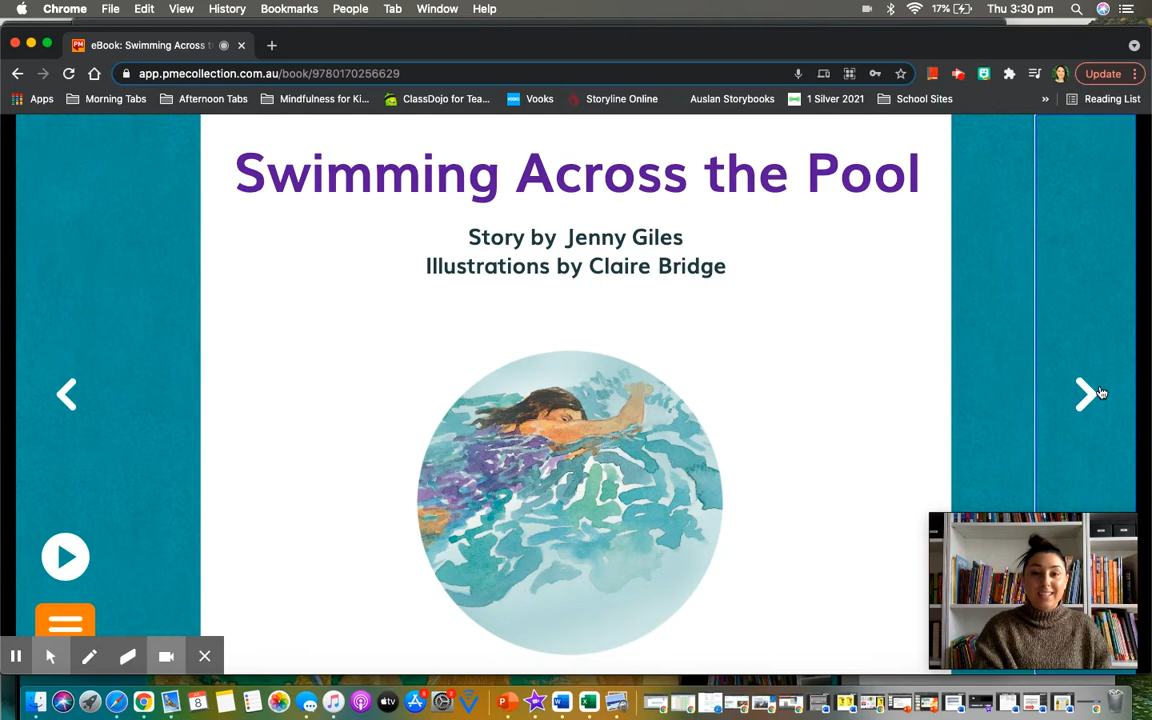 Chrome File Edit View History Bookmarks People Tab Window Help 17% Thu 3:30 pm
PM eBook: Swimming Across t
app.pmecollection.com.au/book/9780170256629 Update
Apps Morning Tabs Afternoon Tabs Mindfulness for Ki... ClassDojo for Tea... Vooks Storyline Online Auslan Storybooks 1 Silver 2021 School Sites » Reading List
Swimming Across the Pool
Story by Jenny Giles
Illustrations by Claire Bridge